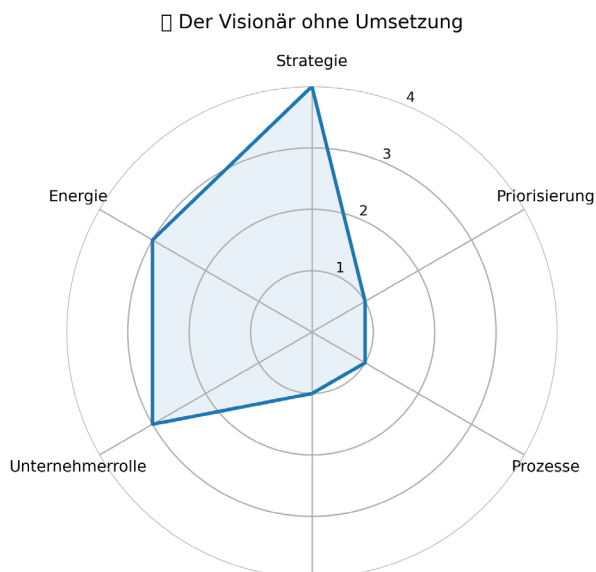 ▯ Der Visionär ohne Umsetzung
Strategie
4
3
Energie
Priorisierung
2
1
Unternehmerrolle
Prozesse